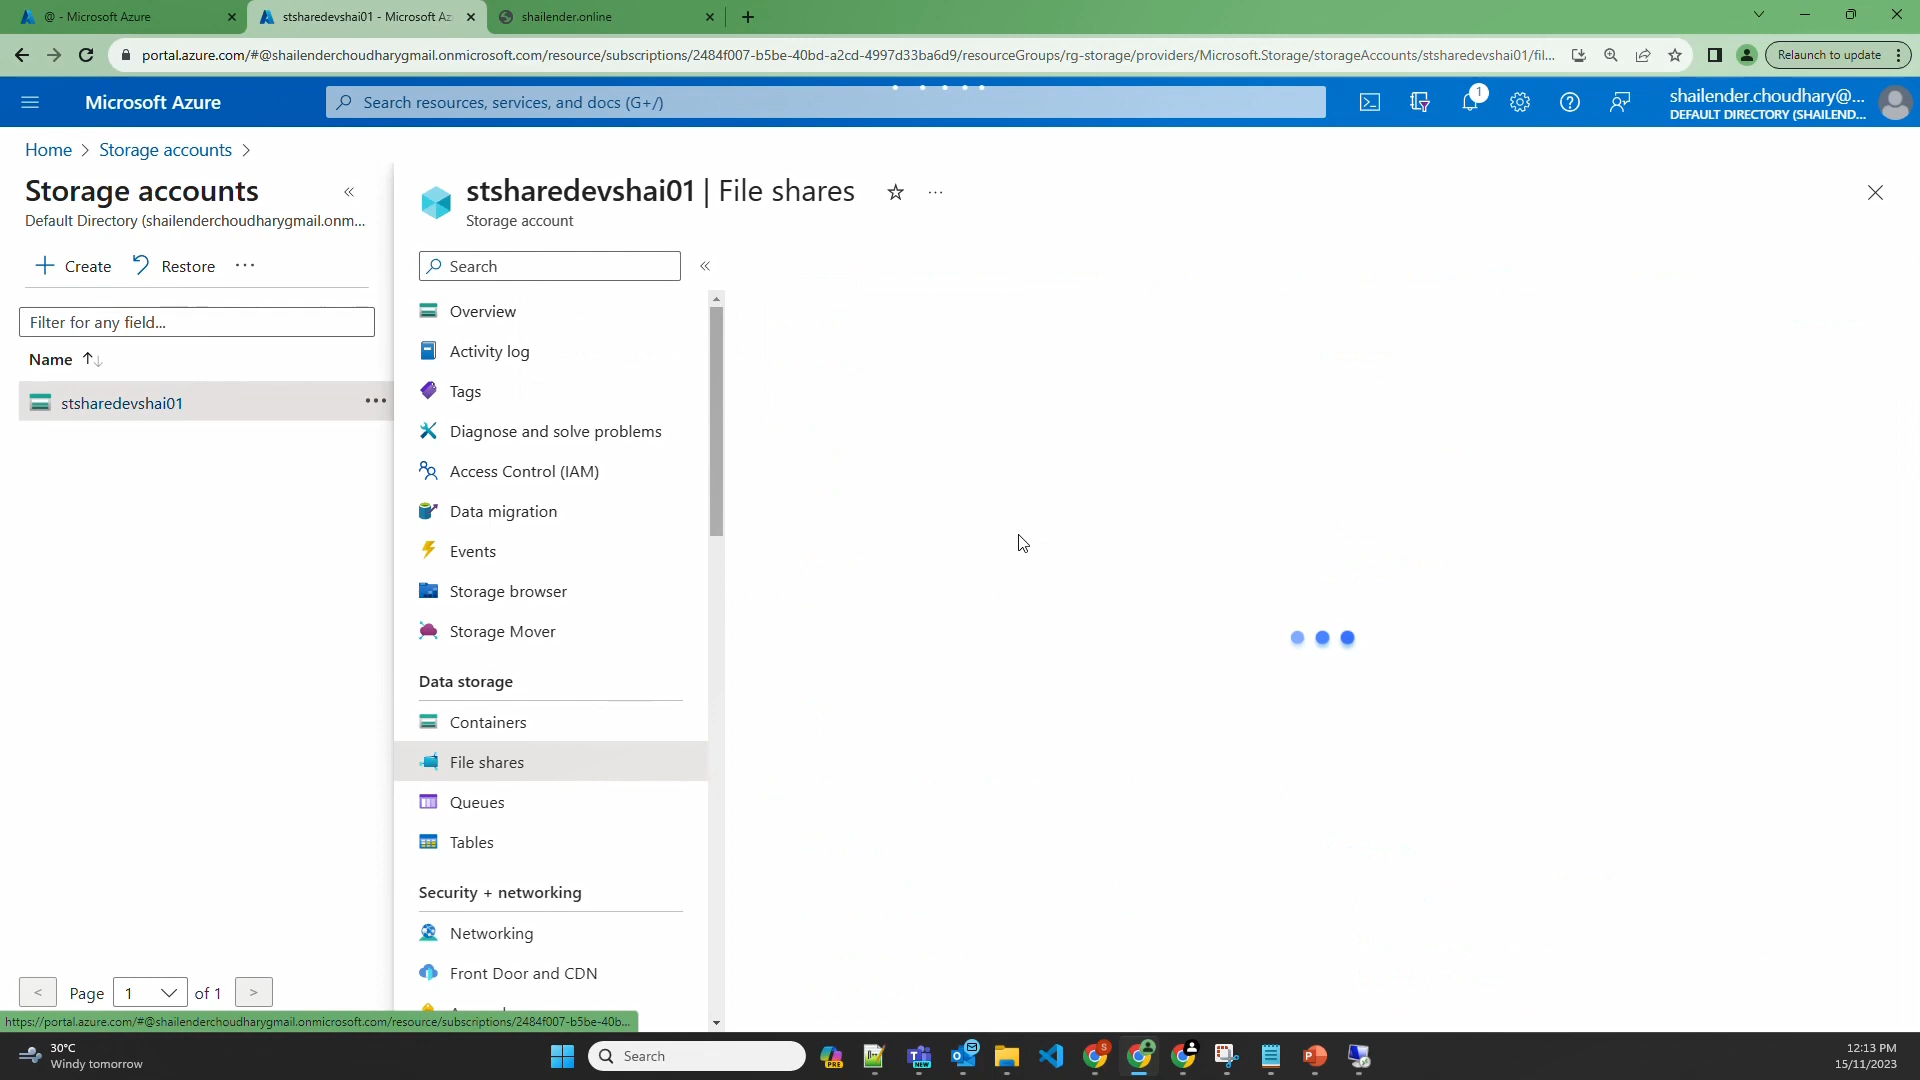 @ - Microsoft Azure
stsharedevshai01 - Microsoft Az
shailender.online
portal.azure.com/#@shailenderchoudharygmail.onmicrosoft.com/resource/subscriptions/2484f007-b5be-40bd-a2cd-4997d33ba6d9/resourceGroups/rg-storage/providers/Microsoft.Storage/storageAccounts/stsharedevshai01/fil...
Relaunch to update
Microsoft Azure
Search resources, services, and docs (G+/)
1
shailender.choudhary@...
DEFAULT DIRECTORY (SHAILEND...
Home > Storage accounts >
Storage accounts
Default Directory (shailenderchoudharygmail.onm...
Create
Restore
Filter for any field...
Name
stsharedevshai01
Page 1 of 1
stsharedevshai01 | File shares
Storage account
Search
Overview
Activity log
Tags
Diagnose and solve problems
Access Control (IAM)
Data migration
Events
Storage browser
Storage Mover
Data storage
Containers
File shares
Queues
Tables
Security + networking
Networking
Front Door and CDN
https://portal.azure.com/#@shailenderchoudharygmail.onmicrosoft.com/resource/subscriptions/2484f007-b5be-40b...
30°C
Windy tomorrow
Search
PRE
NEW
S
12:13 PM
15/11/2023